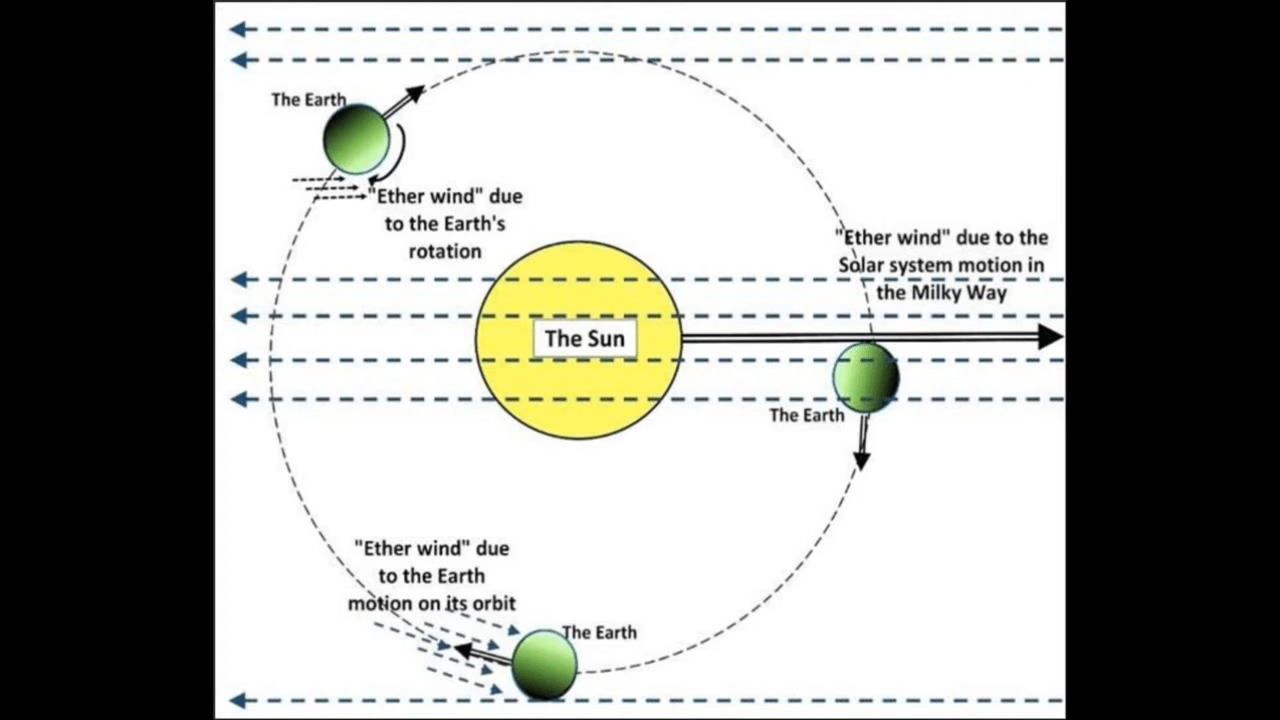 The Earth
"Ether wind" due
to the Earth's
rotation
"Ether wind" due to the
Solar system motion in
the Milky Way
The Sun
The Earth
"Ether wind" due
to the Earth
motion on its orbit
The Earth